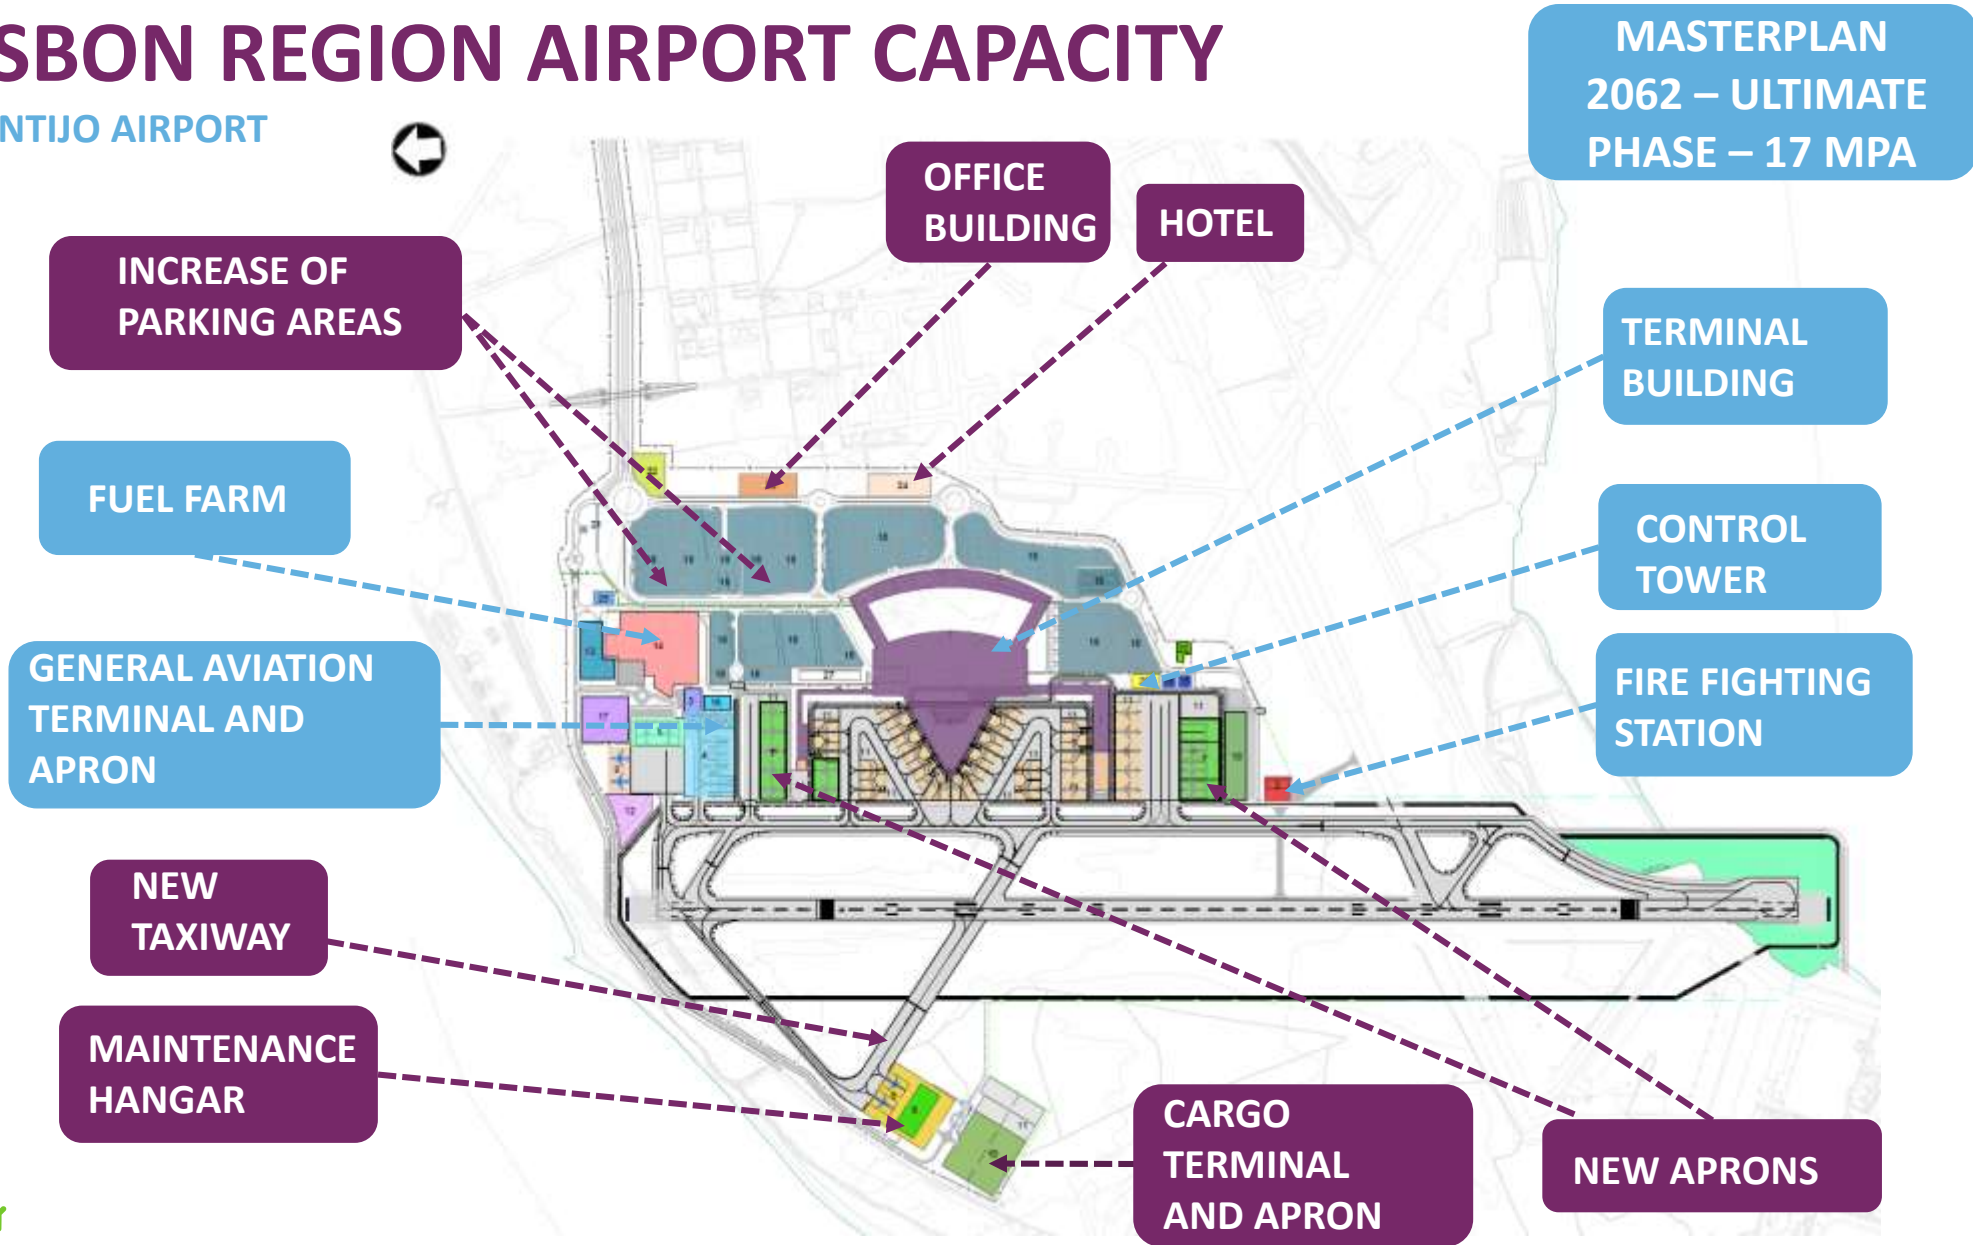 SBON REGION AIRPORT CAPACITY
NTIJO AIRPORT
MASTERPLAN
2062 – ULTIMATE
PHASE – 17 MPA
OFFICE
BUILDING
HOTEL
INCREASE OF
PARKING AREAS
TERMINAL
BUILDING
FUEL FARM
CONTROL
TOWER
GENERAL AVIATION
TERMINAL AND
APRON
FIRE FIGHTING
STATION
NEW
TAXIWAY
MAINTENANCE
HANGAR
CARGO
TERMINAL
AND APRON
NEW APRONS
24
27